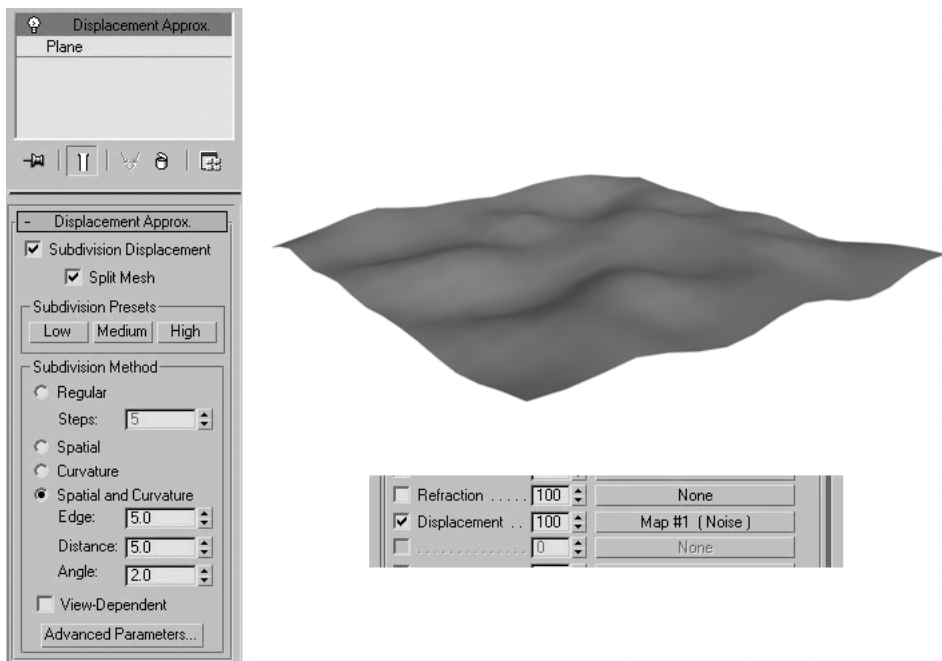 Displacement Approx.
Plane
- Displacement Approx.
Subdivision Displacement
Split Mesh
Subdivision Presets
Low Medium High
Subdivision Method
Regular
Steps: 5
Spatial
Curvature
Spatial and Curvature
Edge: 5.0
Distance: 5.0
Angle: 2.0
View-Dependent
Advanced Parameters...
Refraction ..... 100 None
Displacement .. 100 Map #1 ( Noise )
.............. 0 None